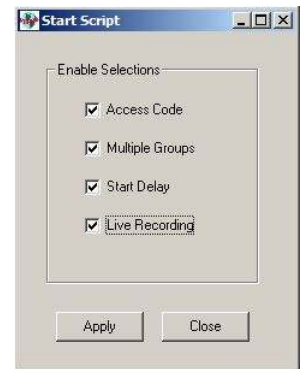 Start Script
Enable Selections
Access Code
Multiple Groups
Start Delay
Live Recording
Apply Close